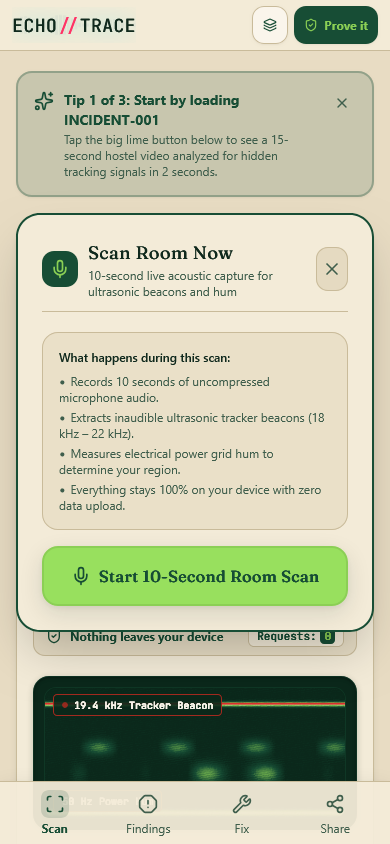 ECHO//TRACE
Prove it
Tip 1 of 3: Start by loading
INCIDENT-001
Tap the big lime button below to see a 15-
second hostel video analyzed for hidden
tracking signals in 2 seconds.
Scan Room Now
10-second live acoustic capture for
ultrasonic beacons and hum
What happens during this scan:
• Records 10 seconds of uncompressed
microphone audio.
• Extracts inaudible ultrasonic tracker beacons (18
kHz – 22 kHz).
• Measures electrical power grid hum to
determine your region.
• Everything stays 100% on your device with zero
data upload.
Start 10-Second Room Scan
Nothing leaves your device
Requests: 0
19.4 kHz Tracker Beacon
Hz Power
Scan
Findings
Fix
Share